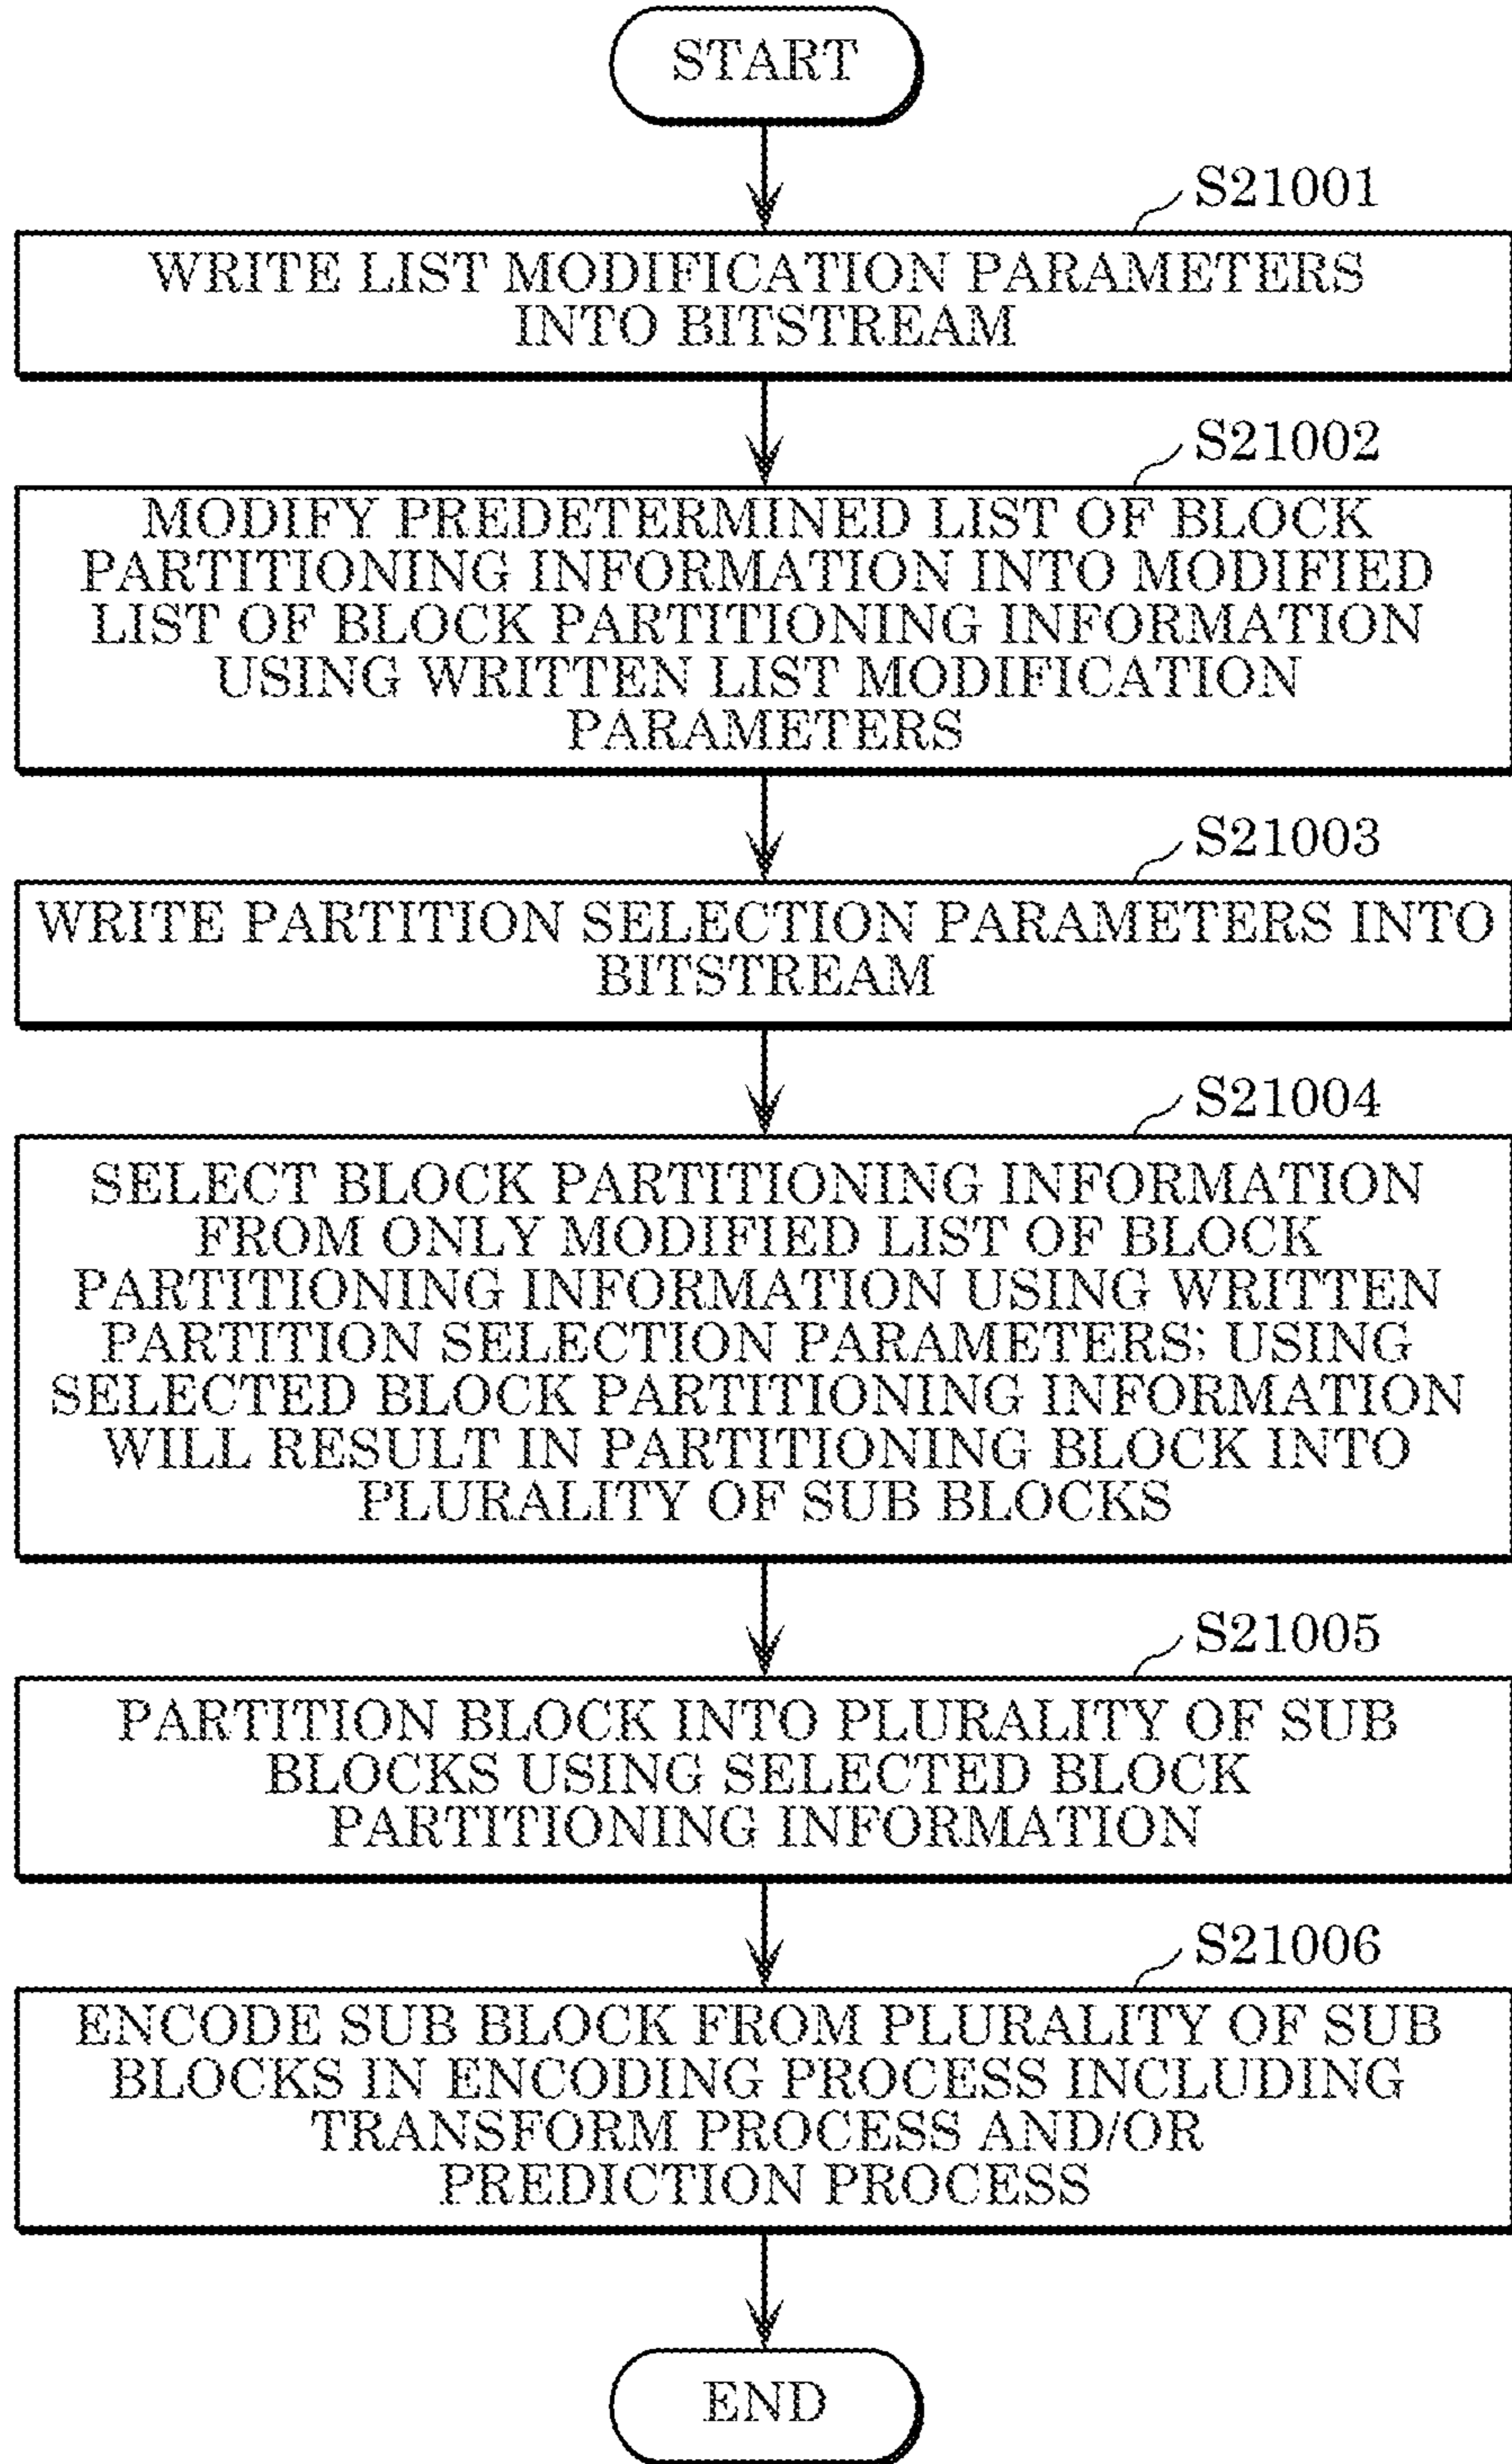 START
S21001
WRITE LIST MODIFICATION PARAMETERS
INTO BITSTREAM
S21002
MODIFY PREDETERMINED LIST OF BLOCK
PARTITIONING INFORMATION INTO MODIFIED
LIST OF BLOCK PARTITIONING INFORMATION
USING WRITTEN LIST MODIFICATION
PARAMETERS
S21003
WRITE PARTITION SELECTION PARAMETERS INTO
BITSTREAM
S21004
SELECT BLOCK PARTITIONING INFORMATION
FROM ONLY MODIFIED LIST OF BLOCK
PARTITIONING INFORMATION USING WRITTEN
PARTITION SELECTION PARAMETERS; USING
SELECTED BLOCK PARTITIONING INFORMATION
WILL RESULT IN PARTITIONING BLOCK INTO
PLURALITY OF SUB BLOCKS
S21005
PARTITION BLOCK INTO PLURALITY OF SUB
BLOCKS USING SELECTED BLOCK
PARTITIONING INFORMATION
S21006
ENCODE SUB BLOCK FROM PLURALITY OF SUB
BLOCKS IN ENCODING PROCESS INCLUDING
TRANSFORM PROCESS AND/OR
PREDICTION PROCESS
END